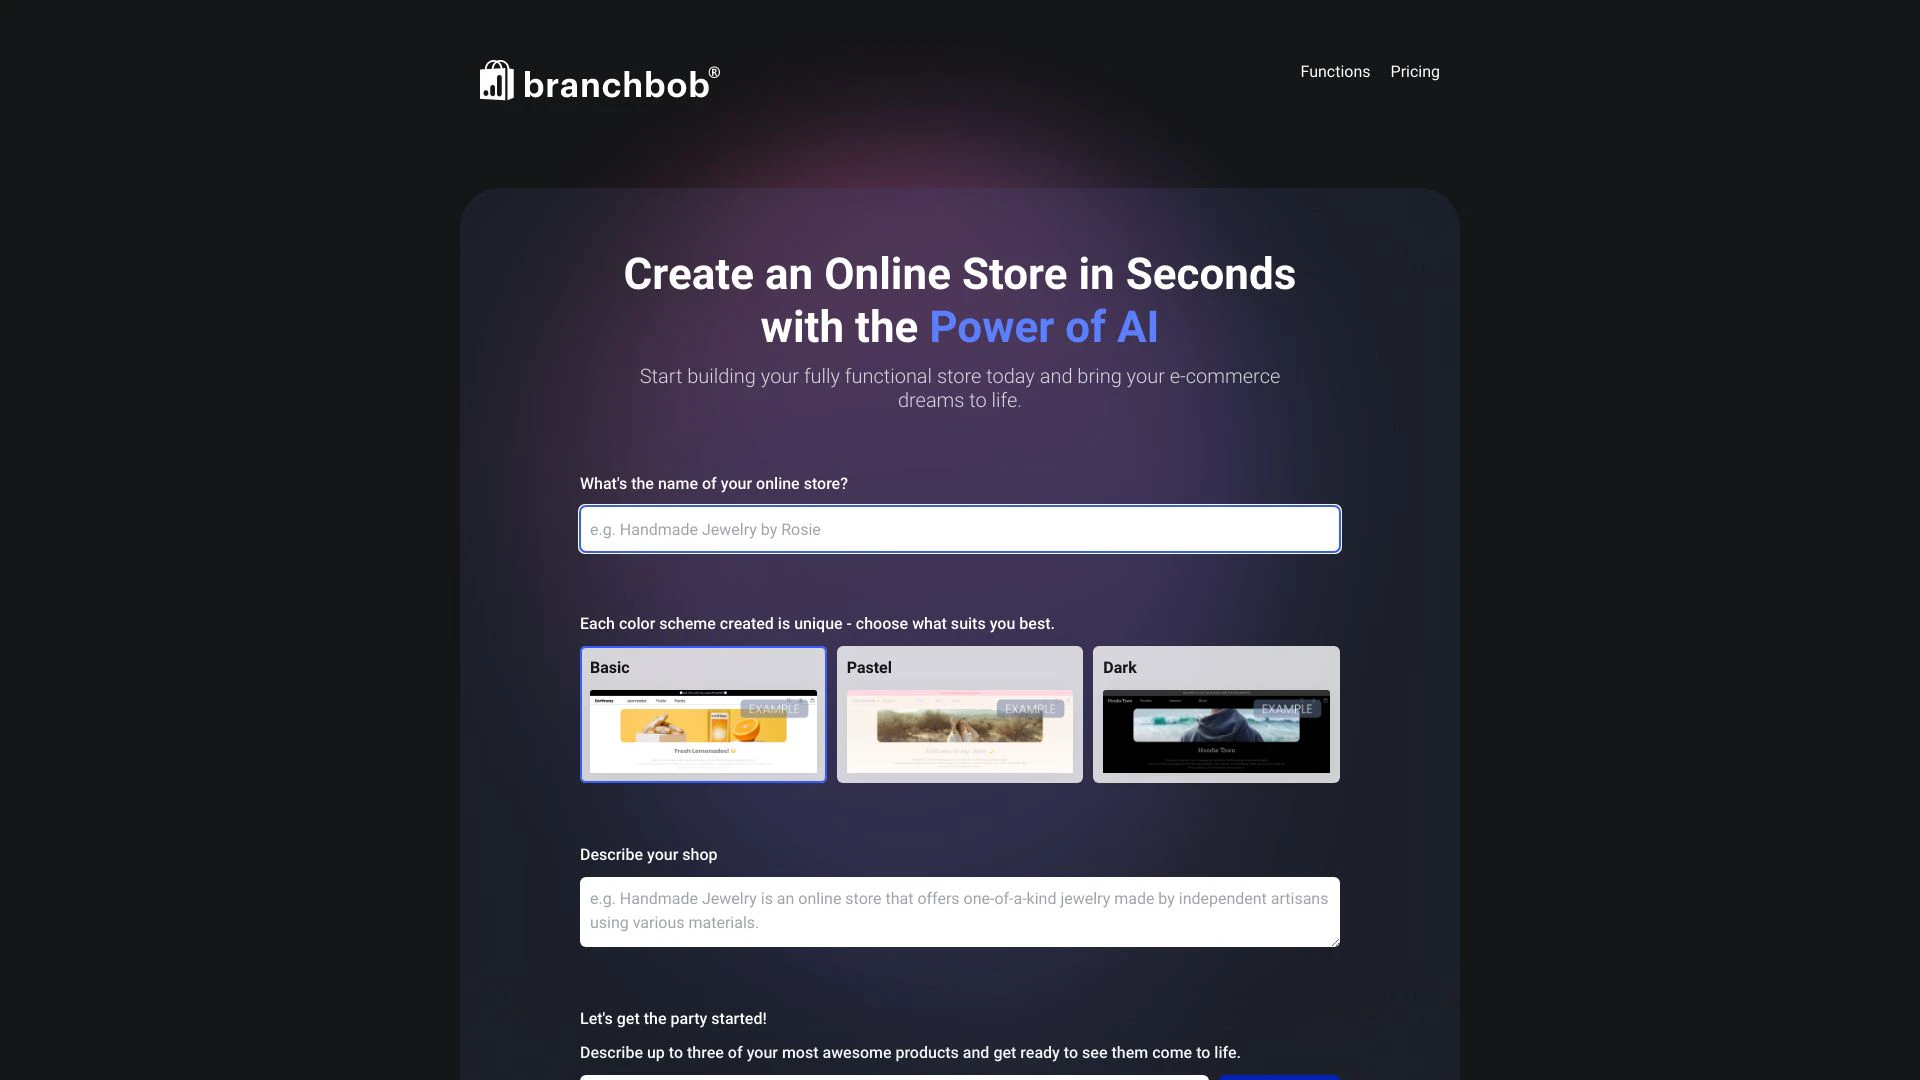 branchbob®
Functions
Pricing
Create an Online Store in Seconds
with the Power of AI
Start building your fully functional store today and bring your e-commerce
dreams to life.
What's the name of your online store?
e.g. Handmade Jewelry by Rosie
Each color scheme created is unique - choose what suits you best.
Basic
EXAMPLE
Fresh Lemonades!
Pastel
EXAMPLE
Dark
EXAMPLE
Hoodie Town
Hoodie Town
Describe your shop
e.g. Handmade Jewelry is an online store that offers one-of-a-kind jewelry made by independent artisans
using various materials.
Let's get the party started!
Describe up to three of your most awesome products and get ready to see them come to life.